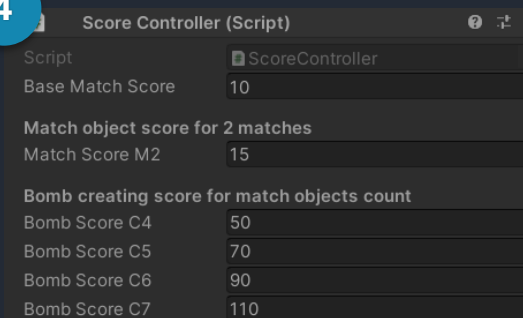 4
Score Controller (Script)
Script ScoreController
Base Match Score 10
Match object score for 2 matches
Match Score M2 15
Bomb creating score for match objects count
Bomb Score C4 50
Bomb Score C5 70
Bomb Score C6 90
Bomb Score C7 110